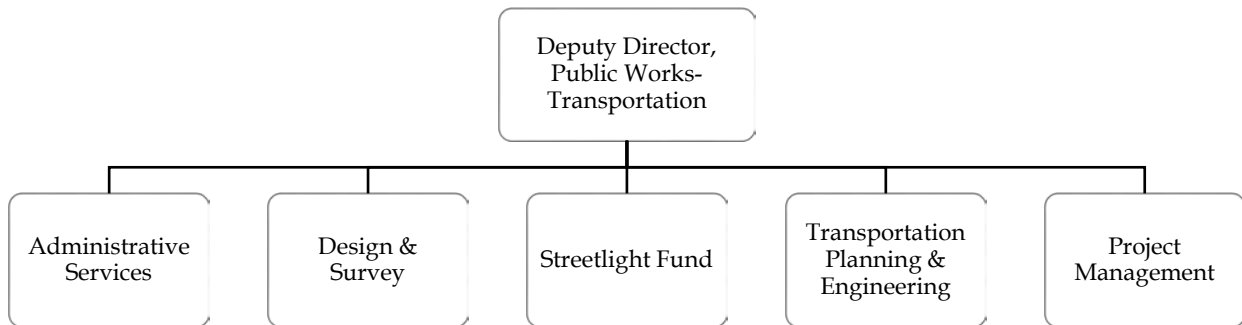 Deputy Director,
Public Works-
Transportation
Administrative
Services
Design &
Survey
Streetlight Fund
Transportation
Planning &
Engineering
Project
Management